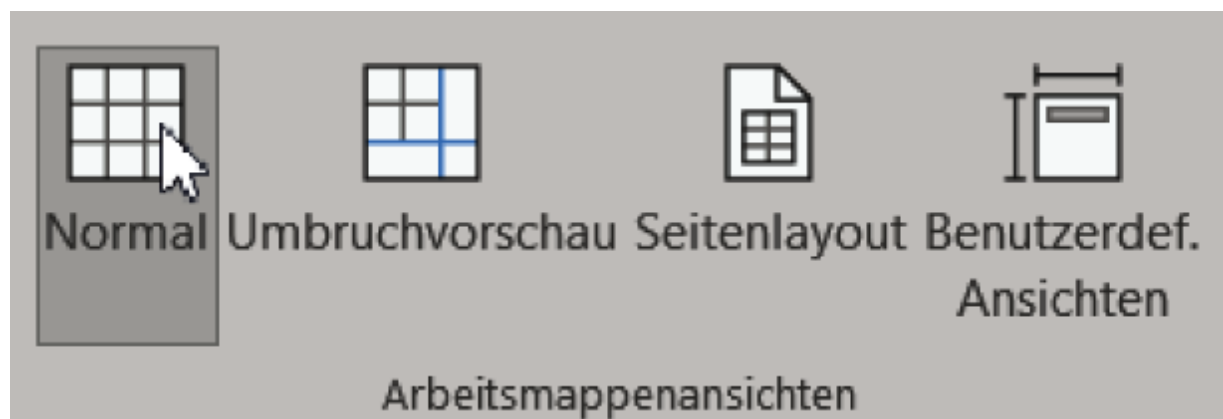 Normal Umbruchvorschau Seitenlayout Benutzerdef.
Ansichten
Arbeitsmappenansichten